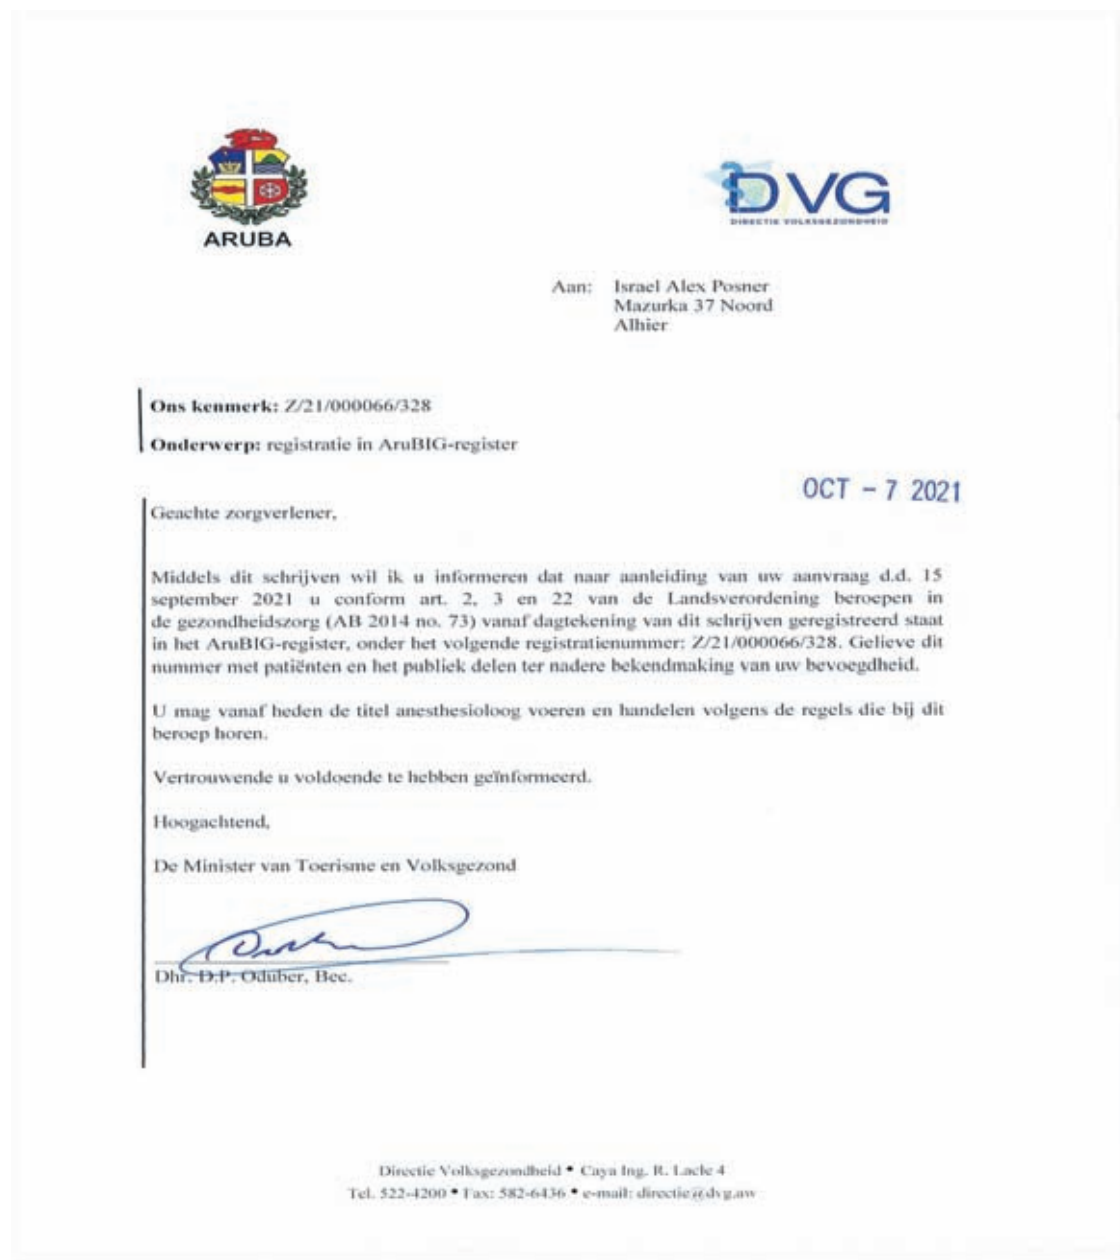 ARUBA
DVG
DIRECTIE VOLKSGEZONDHEID
Aan: Israel Alex Posner
Mazurka 37 Noord
Alhier
Ons kenmerk: Z/21/000066/328
Onderwerp: registratie in AruBIG-register
OCT - 7 2021
Geachte zorgverlener,
Middels dit schrijven wil ik u informeren dat naar aanleiding van uw aanvraag d.d. 15
september 2021 u conform art. 2, 3 en 22 van de Landsverordening beroepen in
de gezondheidszorg (AB 2014 no. 73) vanaf dagtekening van dit schrijven geregistreerd staat
in het AruBIG-register, onder het volgende registratienummer: Z/21/000066/328. Gelieve dit
nummer met patiënten en het publiek delen ter nadere bekendmaking van uw bevoegdheid.
U mag vanaf heden de titel anesthesioloog voeren en handelen volgens de regels die bij dit
beroep horen.
Vertrouwende u voldoende te hebben geïnformeerd.
Hoogachtend,
De Minister van Toerisme en Volksgezond
Dhr. D.P. Oduber, Bec.
Directie Volksgezondheid • Caya Ing. R. Lacle 4
Tel. 522-4200 • Fax: 582-6436 • e-mail: directie@dvg.aw